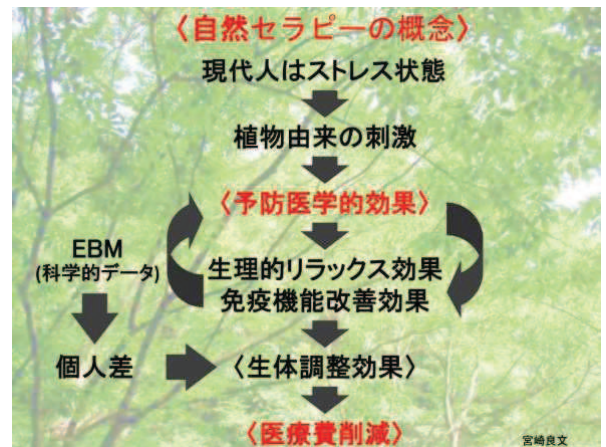 〈自然セラピーの概念〉
現代人はストレス状態
植物由来の刺激
〈予防医学的効果〉
EBM
(科学的データ)
生理的リラックス効果
免疫機能改善効果
個人差
〈生体調整効果〉
〈医療費削減〉
宮崎良文